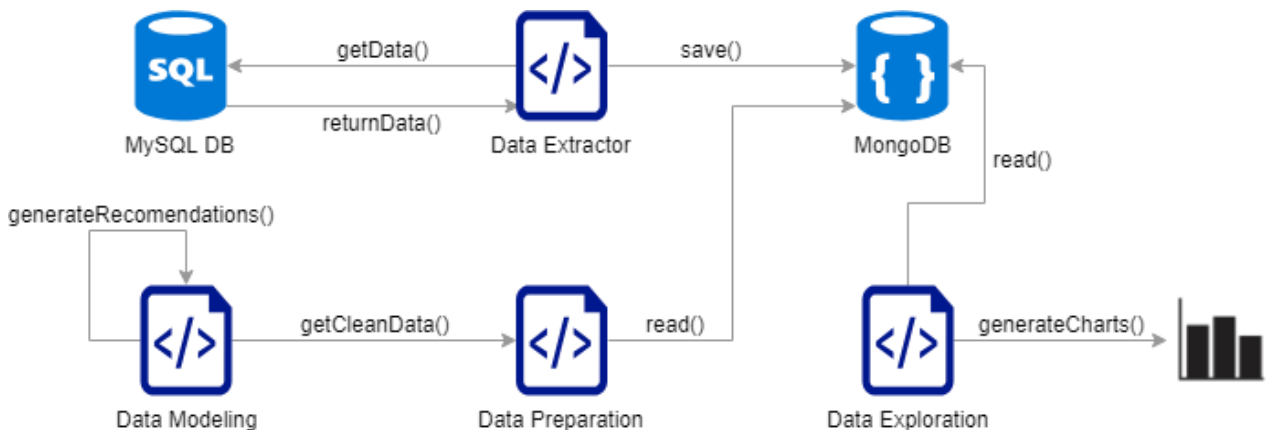 getData()
save()
SQL
</>
{ }
returnData()
MySQL DB
Data Extractor
MongoDB
read()
generateRecomendations()
getCleanData()
read()
generateCharts()
</>
</>
</>
Data Modeling
Data Preparation
Data Exploration